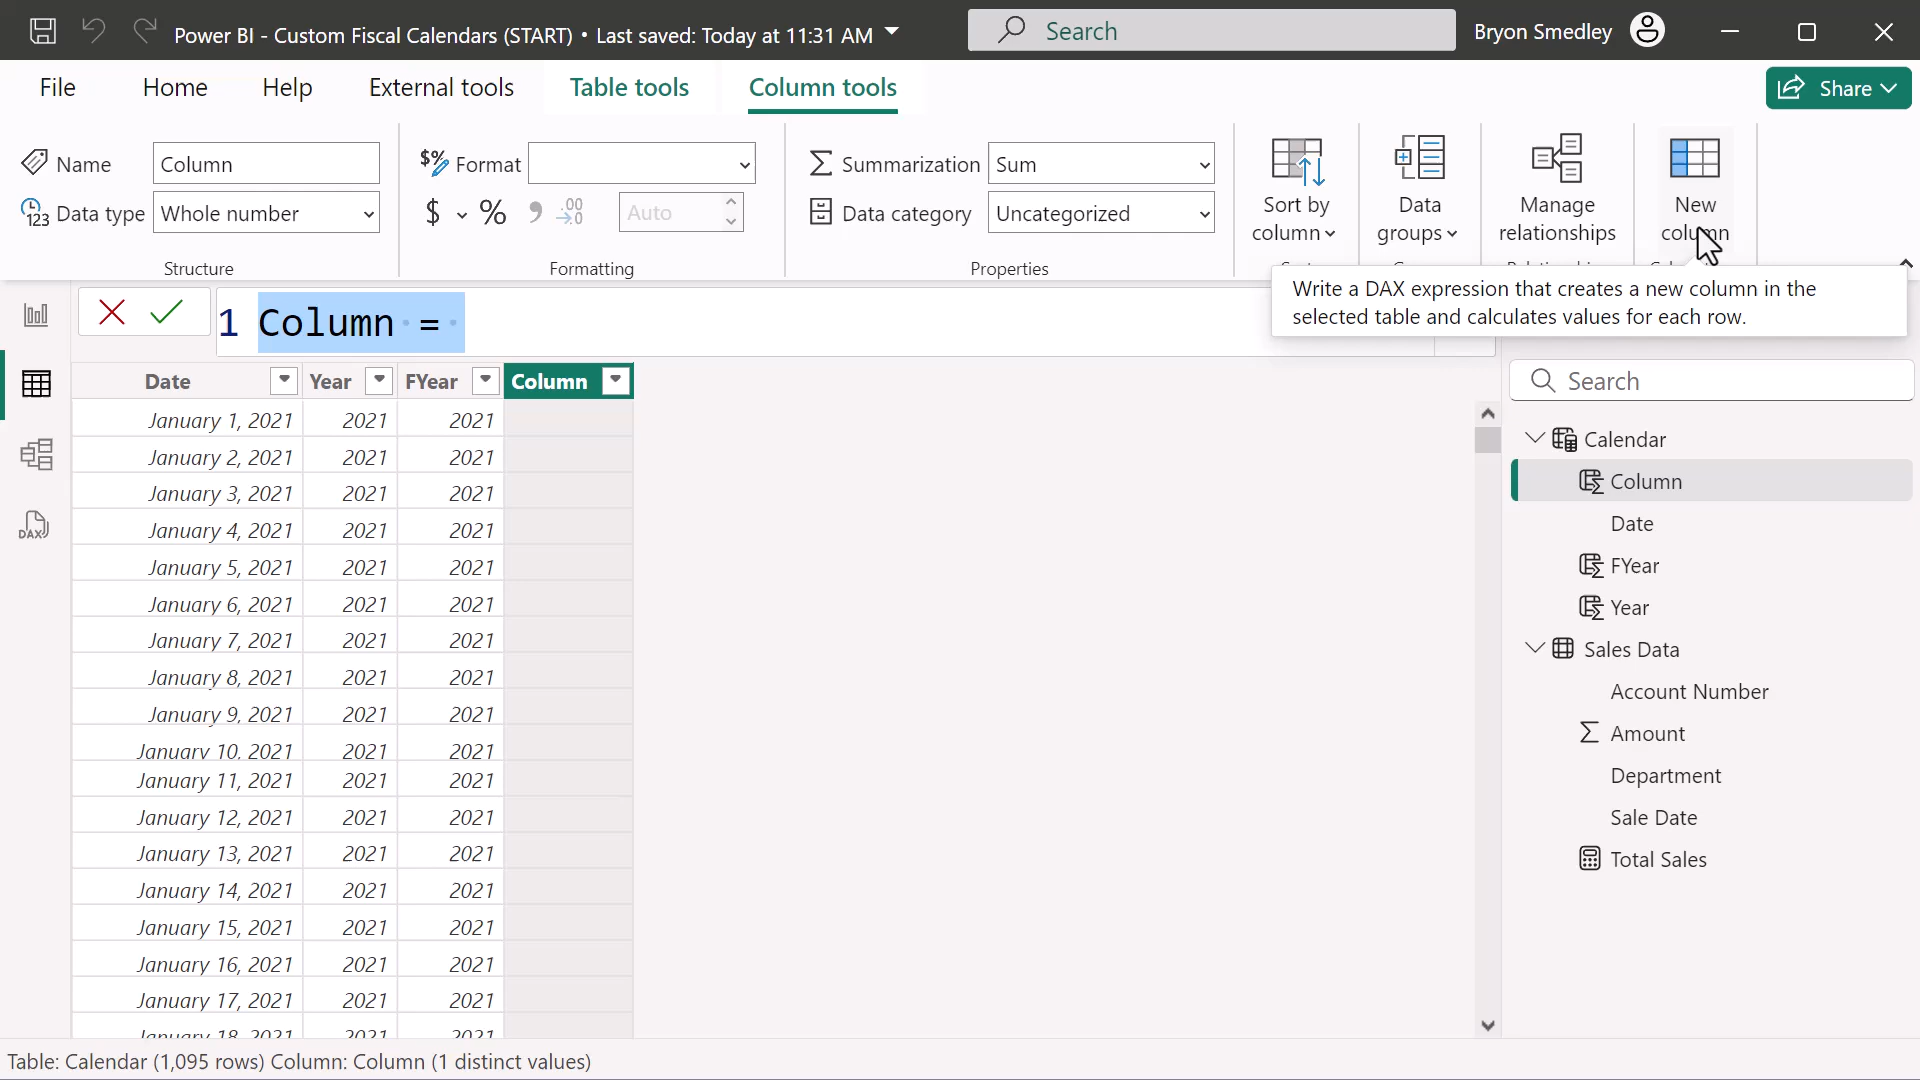 Power BI - Custom Fiscal Calendars (START) • Last saved: Today at 11:31 AM
Search
Bryon Smedley
File
Home
Help
External tools
Table tools
Column tools
Share
Name
Column
Data type
Whole number
Structure
Format
Auto
Formatting
Summarization
Sum
Data category
Uncategorized
Properties
Sort by
column
Data
groups
Manage
relationships
New
column
Write a DAX expression that creates a new column in the
selected table and calculates values for each row.
1 Column =
Date Year FYear Column
January 1, 2021 2021 2021
January 2, 2021 2021 2021
January 3, 2021 2021 2021
January 4, 2021 2021 2021
January 5, 2021 2021 2021
January 6, 2021 2021 2021
January 7, 2021 2021 2021
January 8, 2021 2021 2021
January 9, 2021 2021 2021
January 10, 2021 2021 2021
January 11, 2021 2021 2021
January 12, 2021 2021 2021
January 13, 2021 2021 2021
January 14, 2021 2021 2021
January 15, 2021 2021 2021
January 16, 2021 2021 2021
January 17, 2021 2021 2021
January 18, 2021 2021 2021
Search
Calendar
Column
Date
FYear
Year
Sales Data
Account Number
Amount
Department
Sale Date
Total Sales
Table: Calendar (1,095 rows) Column: Column (1 distinct values)